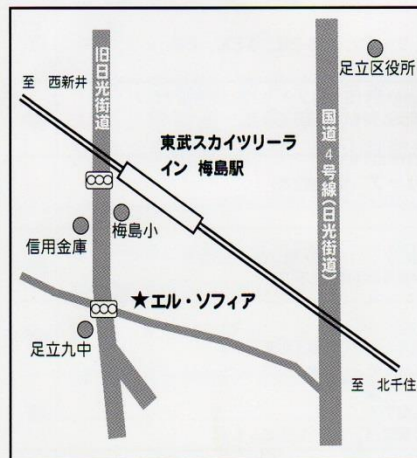 足立区役所
至 西新井
旧日光街道
東武スカイツリーラ
イン 梅島駅
国道4号線(日光街道)
梅島小
信用金庫
★エル・ソフィア
足立九中
至 北千住